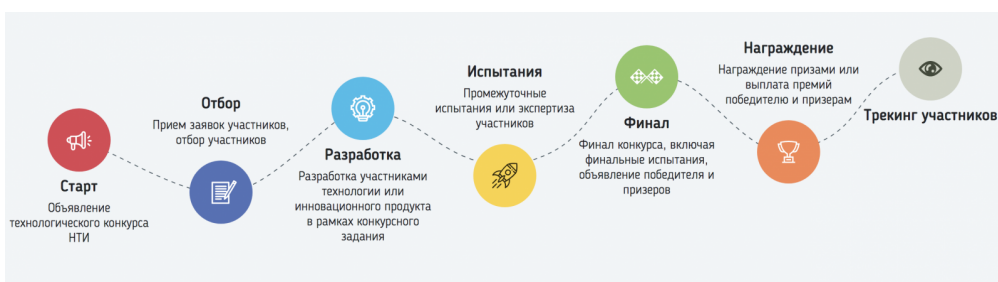 Старт
Объявление
технологического конкурса
НТИ
Отбор
Прием заявок участников,
отбор участников
Разработка
Разработка участниками
технологии или
инновационного продукта
в рамках конкурсного
задания
Испытания
Промежуточные
испытания или экспертиза
участников
Финал
Финал конкурса, включая
финальные испытания,
объявление победителя и
призеров
Награждение
Награждение призами или
выплата премий
победителю и призерам
Трекинг участников